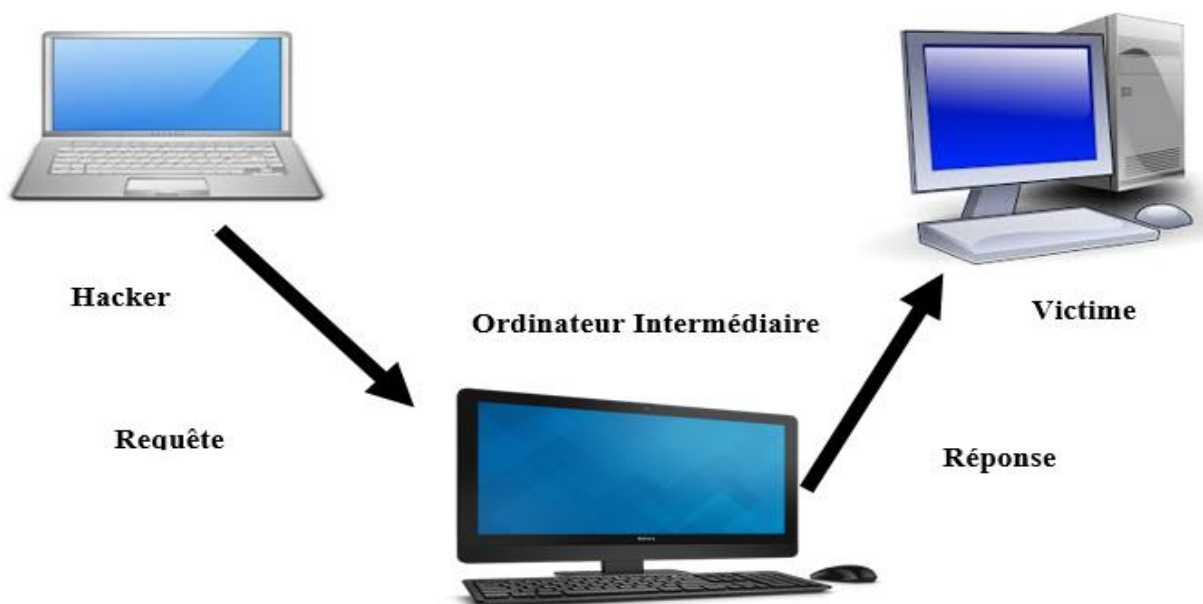 Hacker
Ordinateur Intermédiaire
Victime
Requête
Réponse